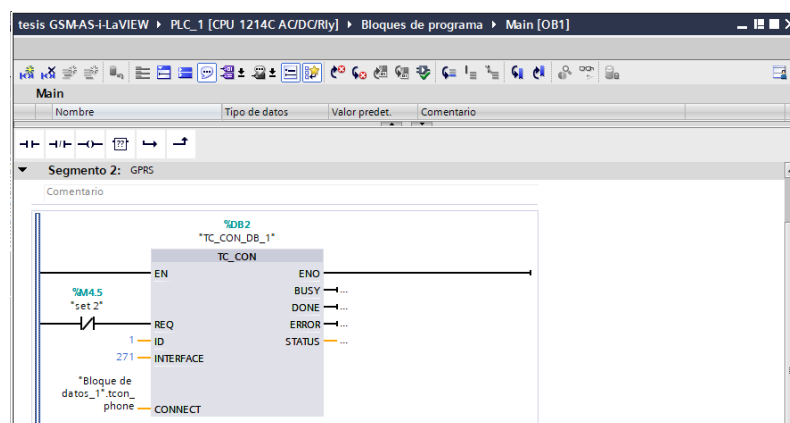 tesis GSM-AS-i-LaVIEW ▸ PLC_1 [CPU 1214C AC/DC/Rly] ▸ Bloques de programa ▸ Main [OB1]
Main
Nombre Tipo de datos Valor predet. Comentario
Segmento 2: GPRS
Comentario
%DB2
"TC_CON_DB_1"
TC_CON
EN ENO
BUSY ...
%M4.5
"set 2"
DONE ...
REQ ERROR ...
1 ID STATUS ...
271 INTERFACE
"Bloque de
datos_1".tcon_
phone CONNECT